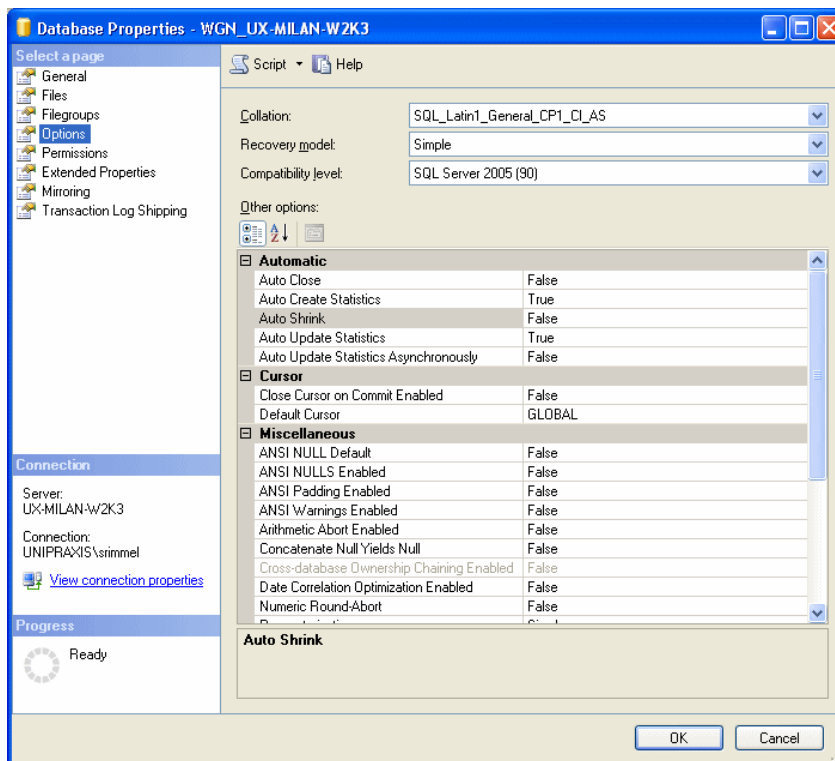 Database Properties - WGN_UX-MILAN-W2K3
Select a page
General
Files
Filegroups
Options
Permissions
Extended Properties
Mirroring
Transaction Log Shipping
Connection
Server:
UX-MILAN-W2K3
Connection:
UNIPRAXIS\srimmel
View connection properties
Progress
Ready
Script Help
Collation: SQL_Latin1_General_CP1_CI_AS
Recovery model: Simple
Compatibility level: SQL Server 2005 (90)
Other options:
Automatic
Auto Close False
Auto Create Statistics True
Auto Shrink False
Auto Update Statistics True
Auto Update Statistics Asynchronously False
Cursor
Close Cursor on Commit Enabled False
Default Cursor GLOBAL
Miscellaneous
ANSI NULL Default False
ANSI NULLS Enabled False
ANSI Padding Enabled False
ANSI Warnings Enabled False
Arithmetic Abort Enabled False
Concatenate Null Yields Null False
Cross-database Ownership Chaining Enabled False
Date Correlation Optimization Enabled False
Numeric Round-Abort False
Auto Shrink
OK Cancel